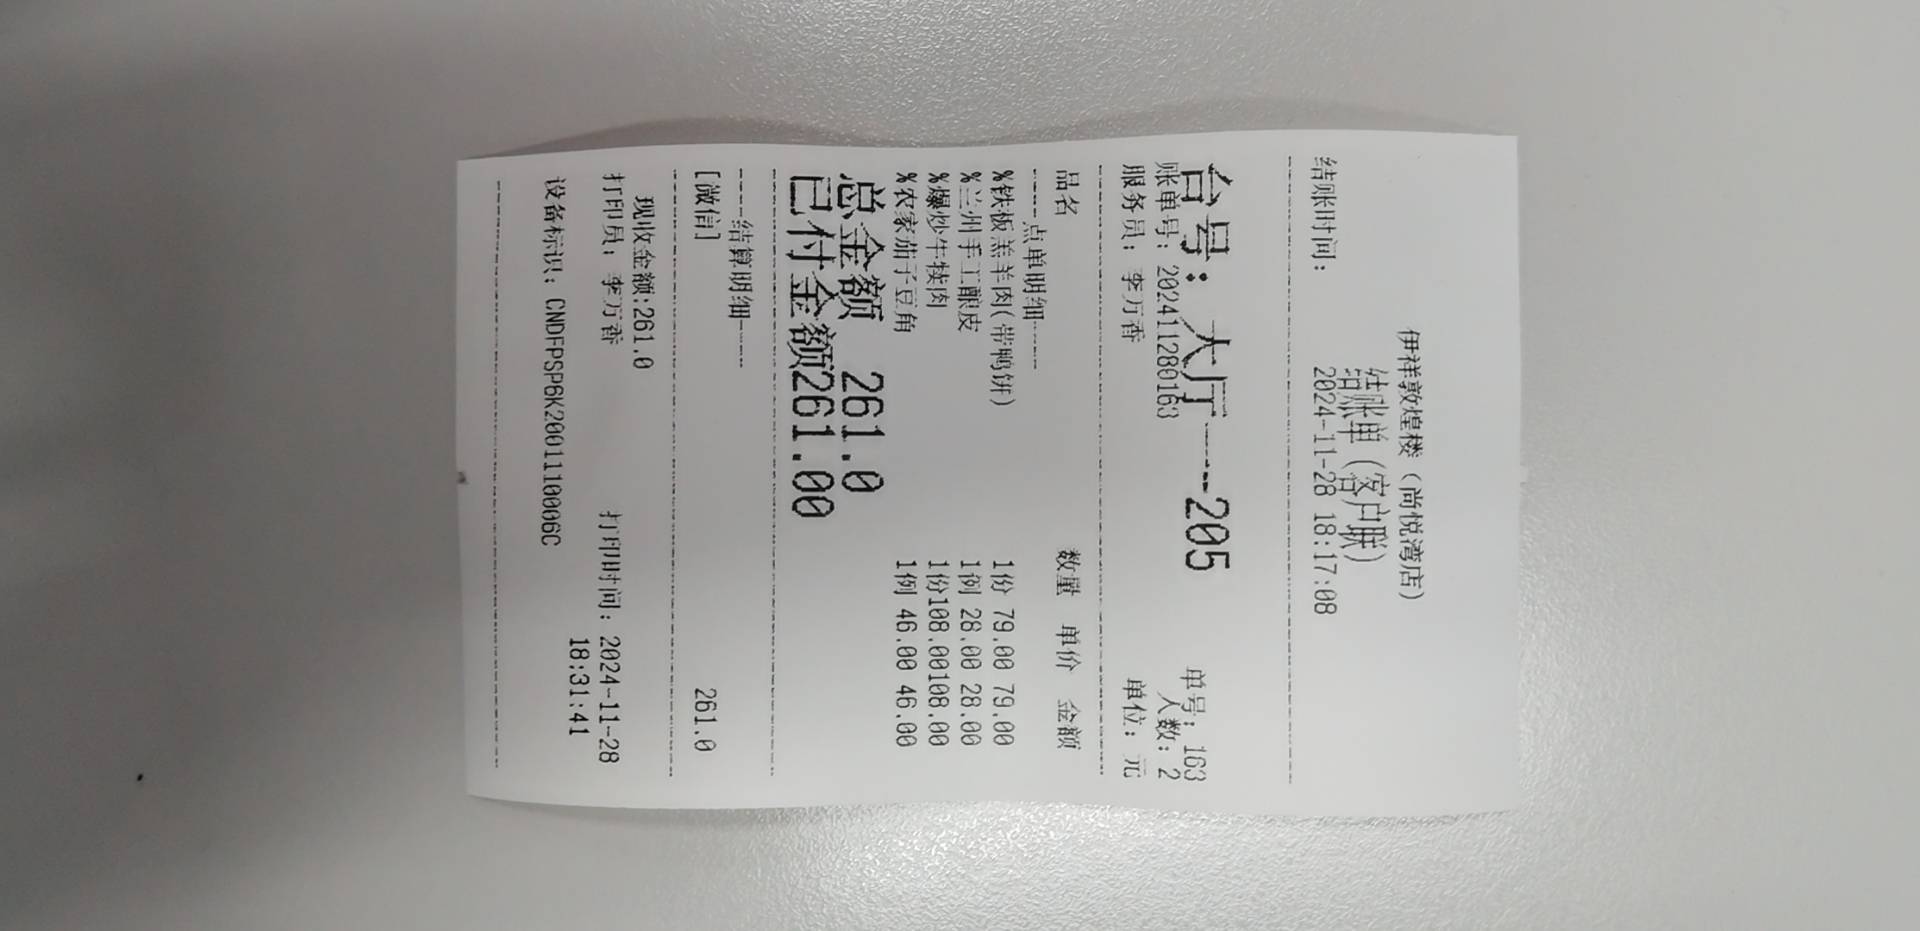 伊祥敦煌楼（尚悦湾店）
结账单（客户联）
结账时间： 2024-11-28 18:17:08
台号：大厅---205 单号：163
账单号：202411280163 人数：2
服务员：李万香 单位：元
品名 数量 单价 金额
-----点单明细-----
%铁板羔羊肉(带鸭饼) 1份 79.00 79.00
%兰州手工酿皮 1例 28.00 28.00
%爆炒牛犊肉 1份108.00108.00
%农家茄子豆角 1例 46.00 46.00
总金额 261.0
已付金额261.00
-----结算明细-----
[微信] 261.0
现收金额:261.0
打印员：李万香 打印时间：2024-11-28
18:31:41
设备标识：CNDFPSP6K2001110006C